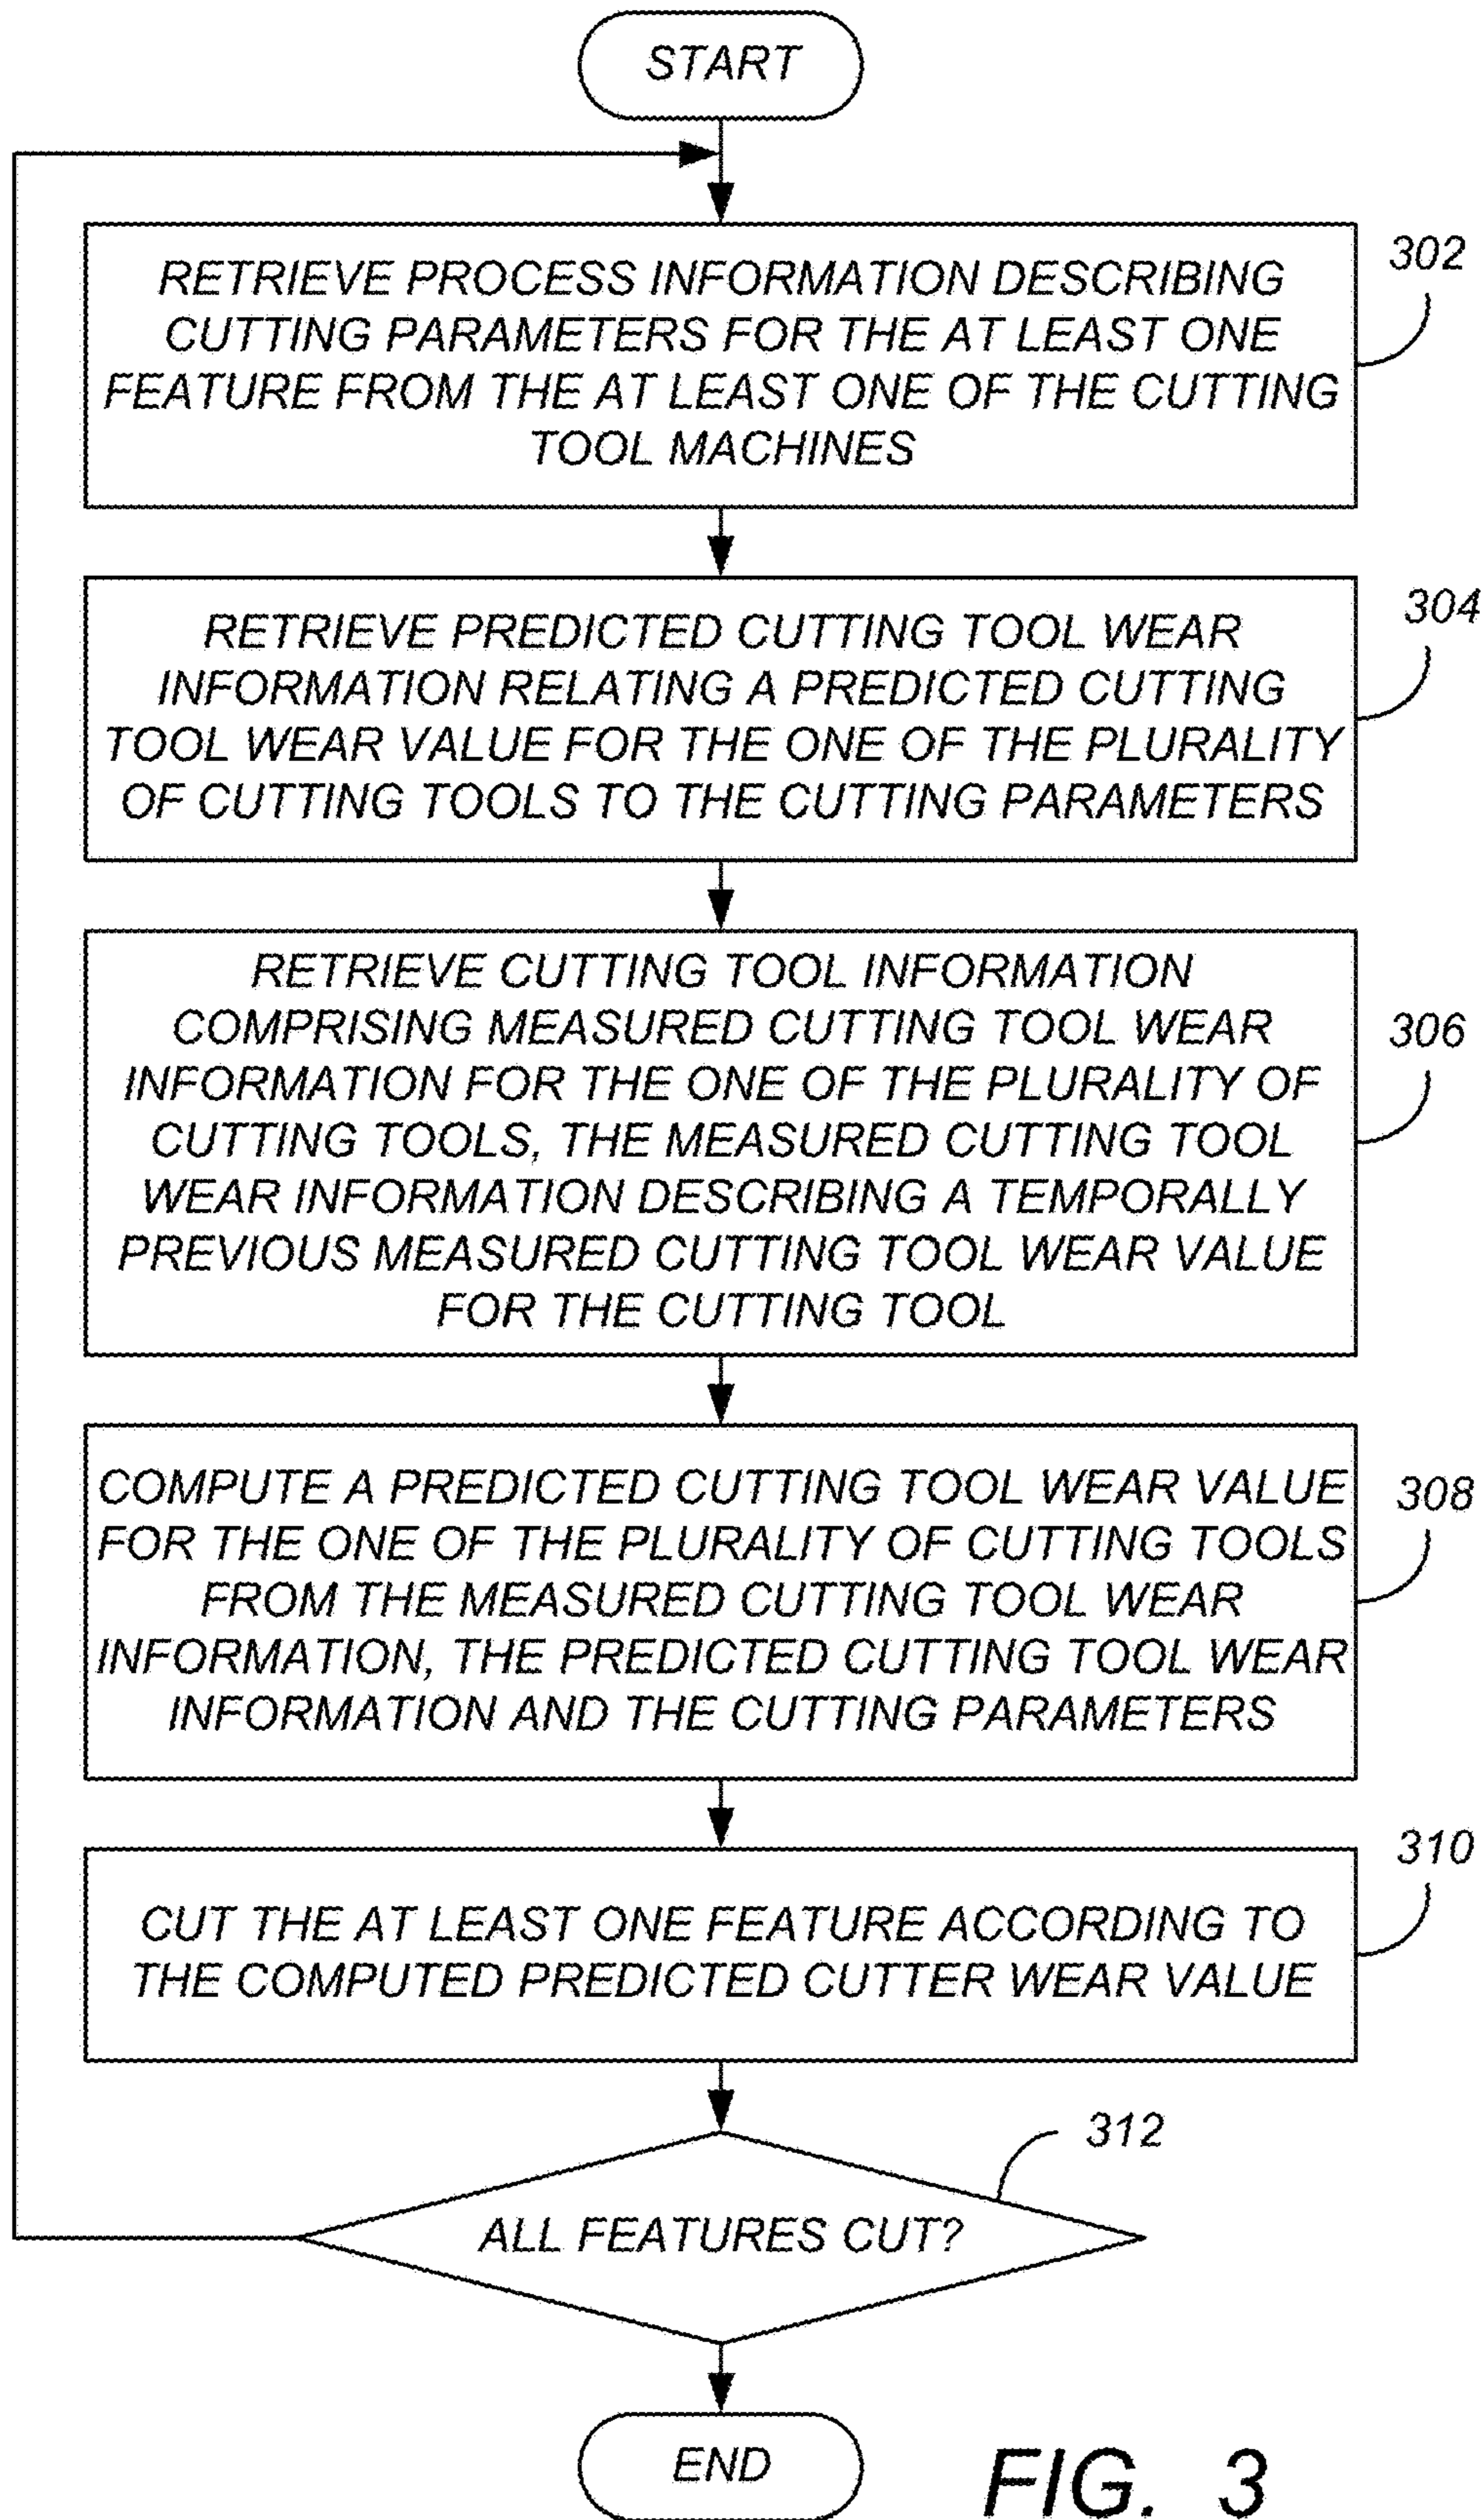 START
RETRIEVE PROCESS INFORMATION DESCRIBING
CUTTING PARAMETERS FOR THE AT LEAST ONE
FEATURE FROM THE AT LEAST ONE OF THE CUTTING
TOOL MACHINES
302
RETRIEVE PREDICTED CUTTING TOOL WEAR
INFORMATION RELATING A PREDICTED CUTTING
TOOL WEAR VALUE FOR THE ONE OF THE PLURALITY
OF CUTTING TOOLS TO THE CUTTING PARAMETERS
304
RETRIEVE CUTTING TOOL INFORMATION
COMPRISING MEASURED CUTTING TOOL WEAR
INFORMATION FOR THE ONE OF THE PLURALITY OF
CUTTING TOOLS, THE MEASURED CUTTING TOOL
WEAR INFORMATION DESCRIBING A TEMPORALLY
PREVIOUS MEASURED CUTTING TOOL WEAR VALUE
FOR THE CUTTING TOOL
306
COMPUTE A PREDICTED CUTTING TOOL WEAR VALUE
FOR THE ONE OF THE PLURALITY OF CUTTING TOOLS
FROM THE MEASURED CUTTING TOOL WEAR
INFORMATION, THE PREDICTED CUTTING TOOL WEAR
INFORMATION AND THE CUTTING PARAMETERS
308
CUT THE AT LEAST ONE FEATURE ACCORDING TO
THE COMPUTED PREDICTED CUTTER WEAR VALUE
310
ALL FEATURES CUT?
312
END
FIG. 3